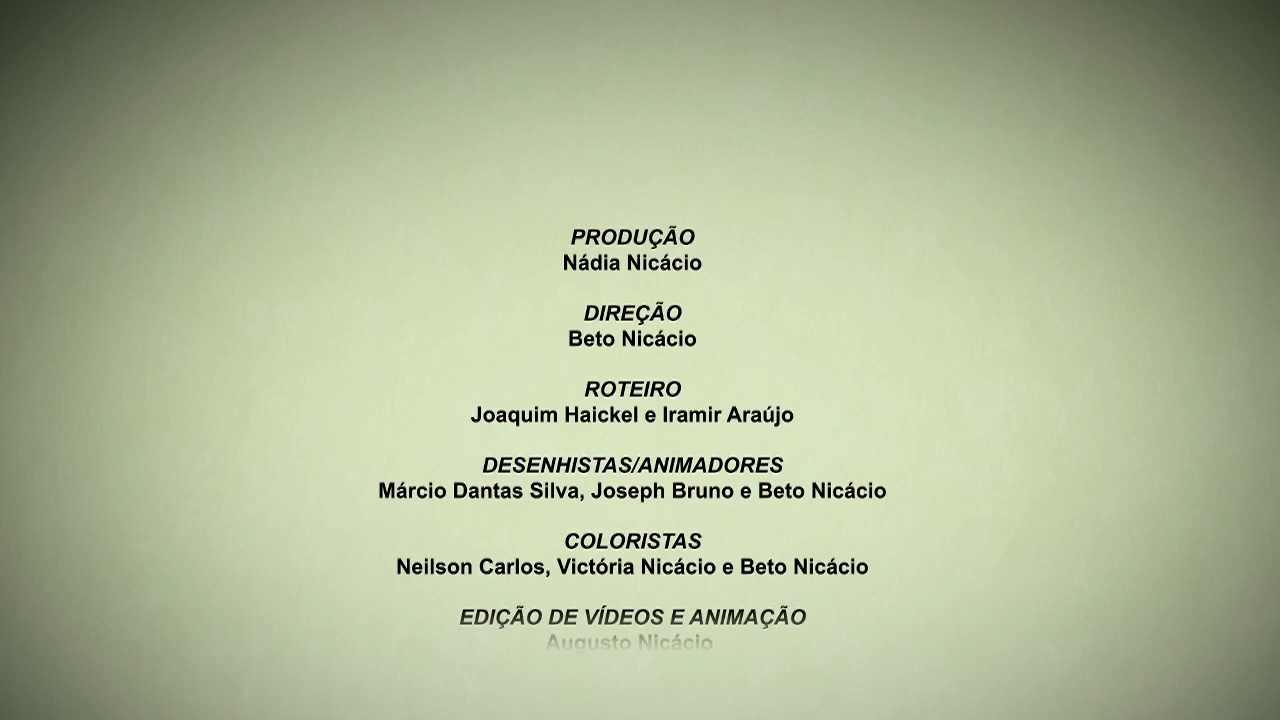 PRODUÇÃO
Nádia Nicácio
DIREÇÃO
Beto Nicácio
ROTEIRO
Joaquim Haickel e Iramir Araújo
DESENHISTAS/ANIMADORES
Márcio Dantas Silva, Joseph Bruno e Beto Nicácio
COLORISTAS
Neilson Carlos, Victória Nicácio e Beto Nicácio
EDIÇÃO DE VÍDEOS E ANIMAÇÃO
Augusto Nicácio